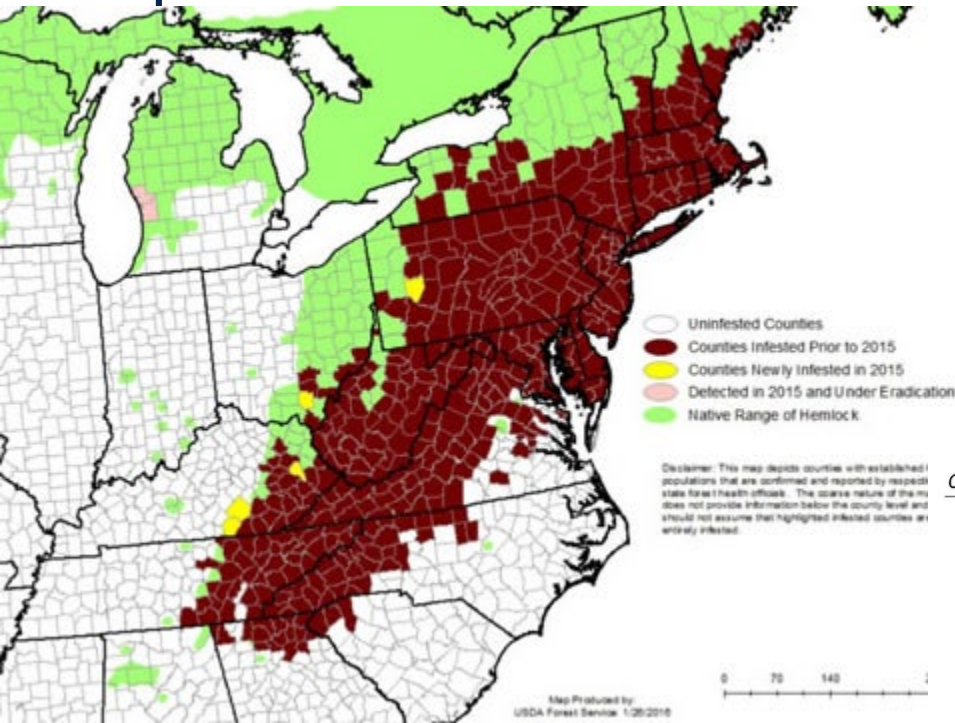 Uninfested Counties
Counties Infested Prior to 2015
Counties Newly Infested in 2015
Detected in 2015 and Under Eradication
Native Range of Hemlock
Disclaimer: This map depicts counties with established
populations that are confirmed and reported by respecti
state forest health officials. The coarse nature of the m
does not provide information below the county level and
should not assume that highlighted infested counties are
entirely infested.
0 70 140 2
Map Produced by:
USDA Forest Service 1/26/2016